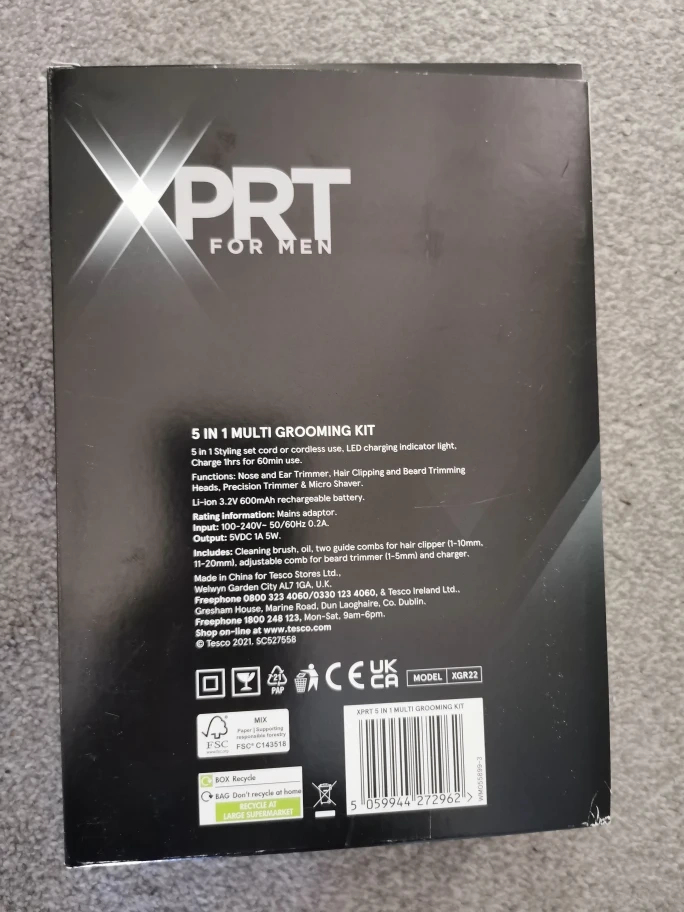 XPRT
FOR MEN
5 IN 1 MULTI GROOMING KIT
5 in 1 Styling set cord or cordless use, LED charging indicator light,
Charge 1hrs for 60min use.
Functions: Nose and Ear Trimmer, Hair Clipping and Beard Trimming
Heads, Precision Trimmer & Micro Shaver.
Li-ion 3.2V 600mAh rechargeable battery.
Rating information: Mains adaptor.
Input: 100-240V~ 50/60Hz 0.2A.
Output: 5VDC 1A 5W.
Includes: Cleaning brush, oil, two guide combs for hair clipper (1-10mm,
11-20mm), adjustable comb for beard trimmer (1-5mm) and charger.
Made in China for Tesco Stores Ltd.,
Welwyn Garden City AL7 1GA, U.K.
Freephone 0800 323 4060/0330 123 4060, & Tesco Ireland Ltd.,
Gresham House, Marine Road, Dun Laoghaire, Co. Dublin.
Freephone 1800 248 123, Mon-Sat, 9am-6pm.
Shop on-line at www.tesco.com
© Tesco 2021. SC527558
21
PAP
CE
UK
CA
MODEL XGR22
FSC
www.fsc.org
MIX
Paper | Supporting
responsible forestry
FSC® C143518
XPRT 5 IN 1 MULTI GROOMING KIT
5 059944 272962 >
BOX Recycle
BAG Don't recycle at home
RECYCLE AT
LARGE SUPERMARKET